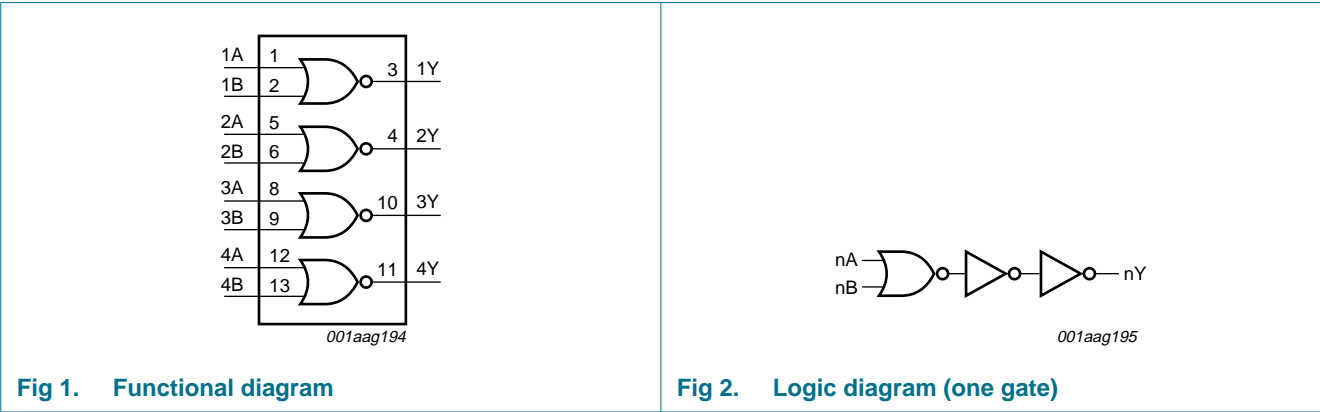 1A 1
1B 2
3 1Y
2A 5
2B 6
4 2Y
3A 8
3B 9
10 3Y
4A 12
4B 13
11 4Y
001aag194
Fig 1. Functional diagram
nA
nB
nY
001aag195
Fig 2. Logic diagram (one gate)